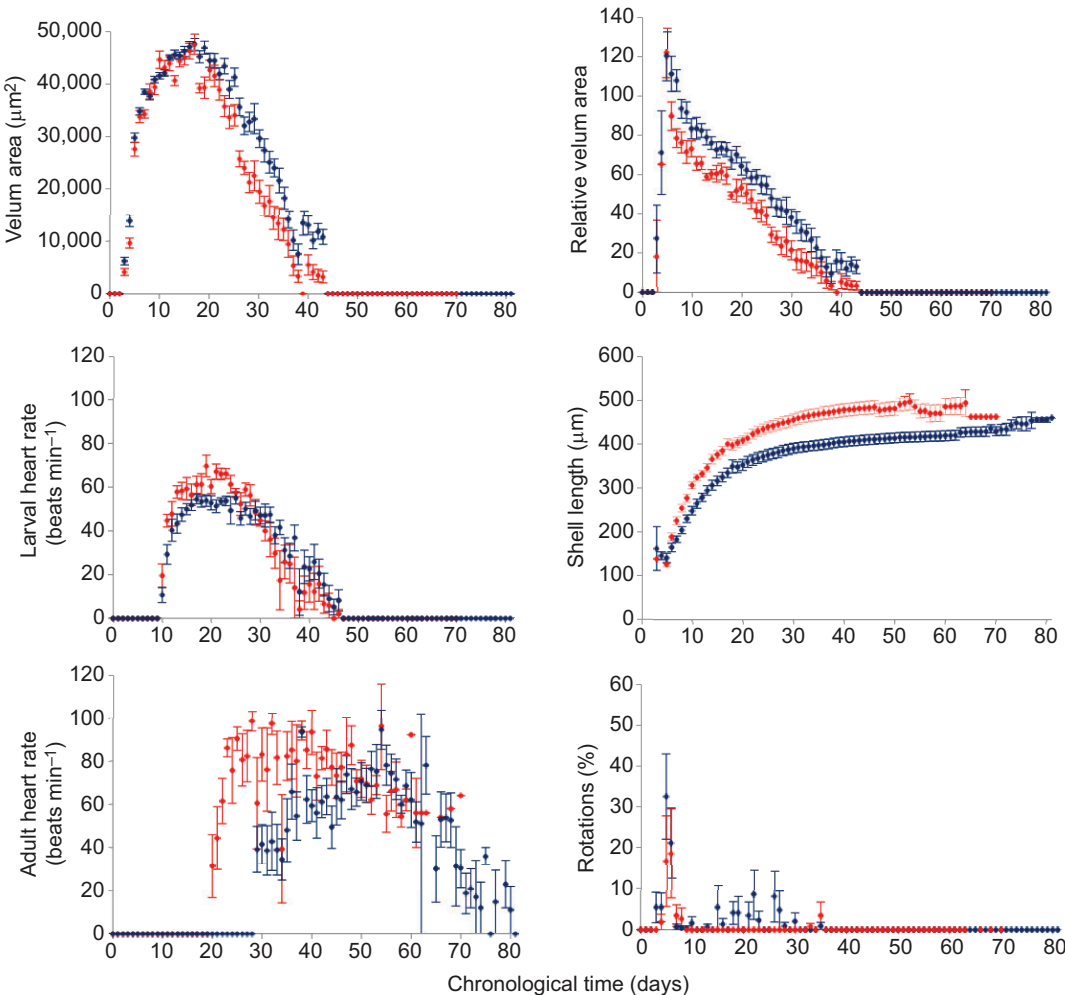 50,000
40,000
30,000
20,000
10,000
0
Velum area (μm2)
0 10 20 30 40 50 60 70 80
140
120
100
80
60
40
20
0
Relative velum area
0 10 20 30 40 50 60 70 80
120
100
80
60
40
20
0
Larval heart rate
(beats min–1)
0 10 20 30 40 50 60 70 80
600
500
400
300
200
100
0
Shell length (μm)
0 10 20 30 40 50 60 70 80
120
100
80
60
40
20
0
Adult heart rate
(beats min–1)
0 10 20 30 40 50 60 70 80
60
50
40
30
20
10
0
Rotations (%)
0 10 20 30 40 50 60 70 80
Chronological time (days)